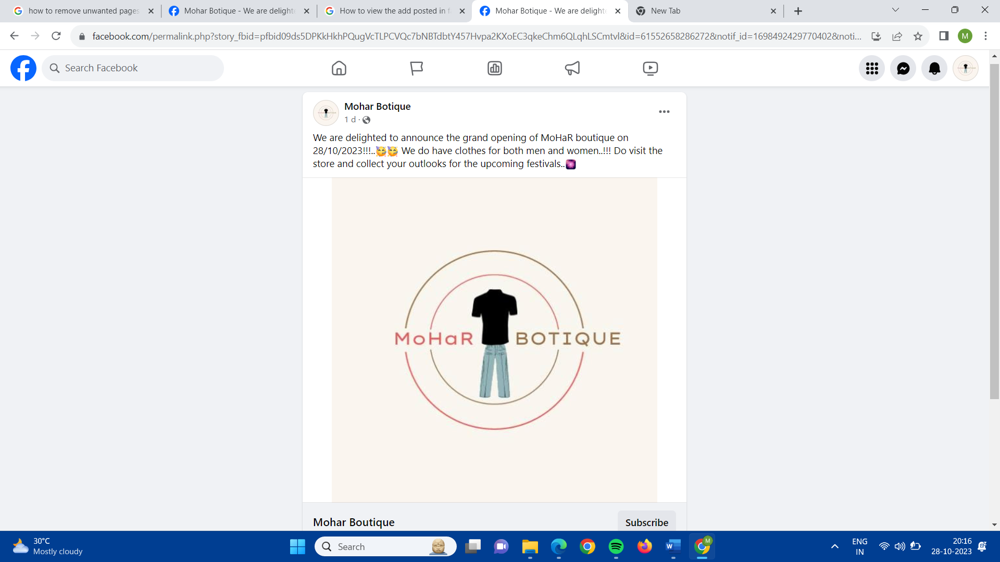 how to remove unwanted pages
Mohar Botique - We are delighte
How to view the add posted in f
Mohar Botique - We are delighte
New Tab
facebook.com/permalink.php?story_fbid=pfbid09ds5DPKkHkhPQugVcTLPCVQc7bNBTdbtY457Hvpa2KXoEC3qkeChm6QLqhLSCmtvl&id=61552658286272&notif_id=1698492429770402&noti...
M
Search Facebook
Mohar Botique
1 d ·
We are delighted to announce the grand opening of MoHaR boutique on
28/10/2023!!!..🥳🥳 We do have clothes for both men and women..!!! Do visit the
store and collect your outlooks for the upcoming festivals..🎆
MoHaR BOTIQUE
Mohar Boutique
Subscribe
30°C
Mostly cloudy
Search
ENG
IN
20:16
28-10-2023